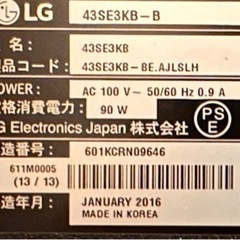 LG 43SE3KB-B
名: 43SE3KB
製品コード: 43SE3KB-BE.AJLSLH
POWER: AC 100 V~ 50/60 Hz 0.9 A
格消費電力: 90 W
G Electronics Japan 株式会社
PS
E
造番号: 601KCRN09646
611M0005
(13 / 13)
造年月: JANUARY 2016
MADE IN KOREA